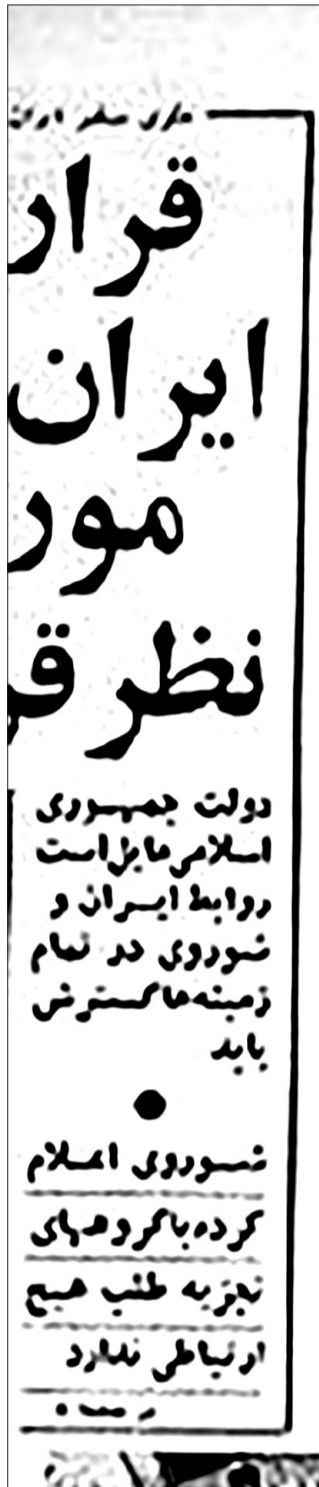 قرار
ایران
مور
نظر قر
دولت جمهوری
اسلامی مایل است
روابط ایران و
شوروی در تمام
زمینه‌ها گسترش
یابد
شوروی اعلام
کرده با گروههای
تجزیه طلب هیچ
ارتباطی ندارد